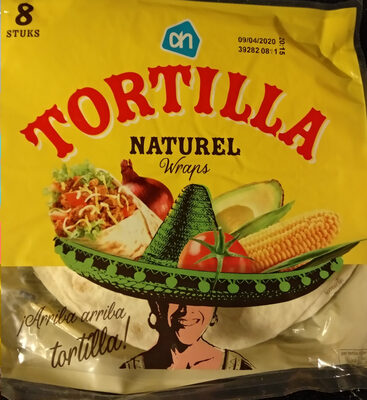 8
STUKS
ah
09/04/2020
39282 08 1
TORTILLA
NATUREL
Wraps
¡Arriba arriba
tortilla!